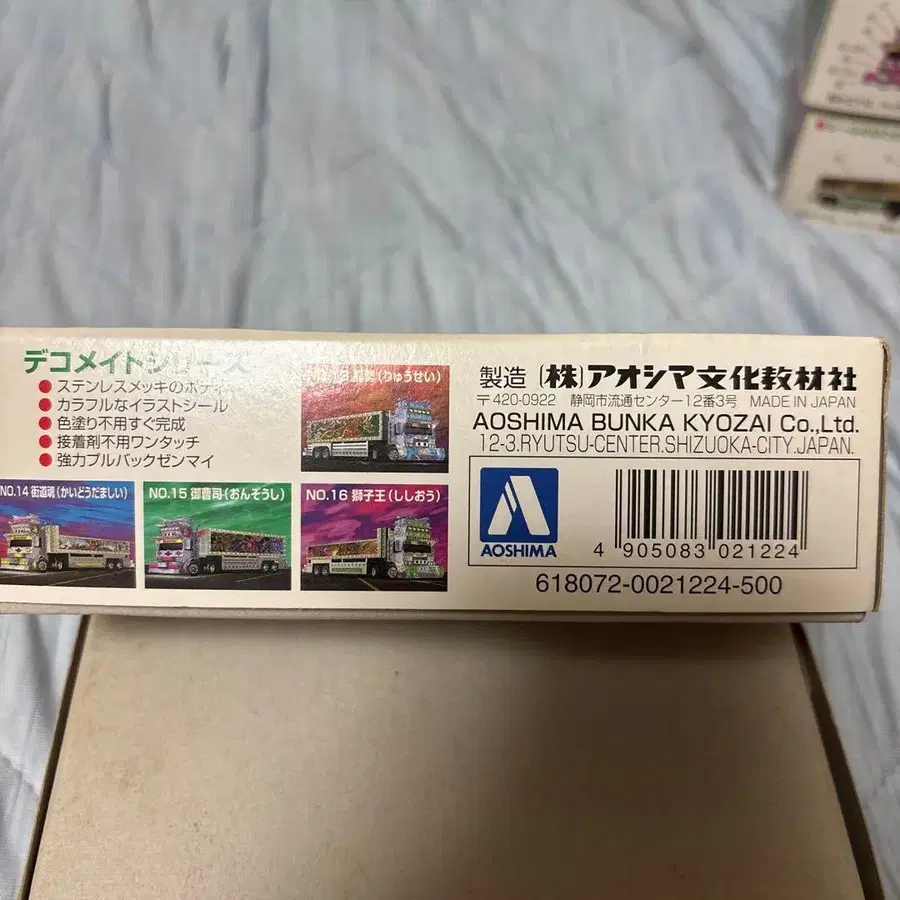 デコメイトシリーズ
● ステンレスメッキのボディ
● カラフルなイラストシール
● 色塗り不用すぐ完成
● 接着剤不用ワンタッチ
● 強力プルバックゼンマイ
(りゅうせい)
NO.14 街道魂(かいどうだましい)
NO.15 御曹司(おんぞうし)
NO.16 獅子王(ししおう)
製造 (株)アオシマ文化教材社
〒420-0922 静岡市流通センター12番3号 MADE IN JAPAN
AOSHIMA BUNKA KYOZAI Co.,Ltd.
12-3.RYUTSU-CENTER.SHIZUOKA-CITY.JAPAN.
AOSHIMA
4 905083 021224
618072-0021224-500